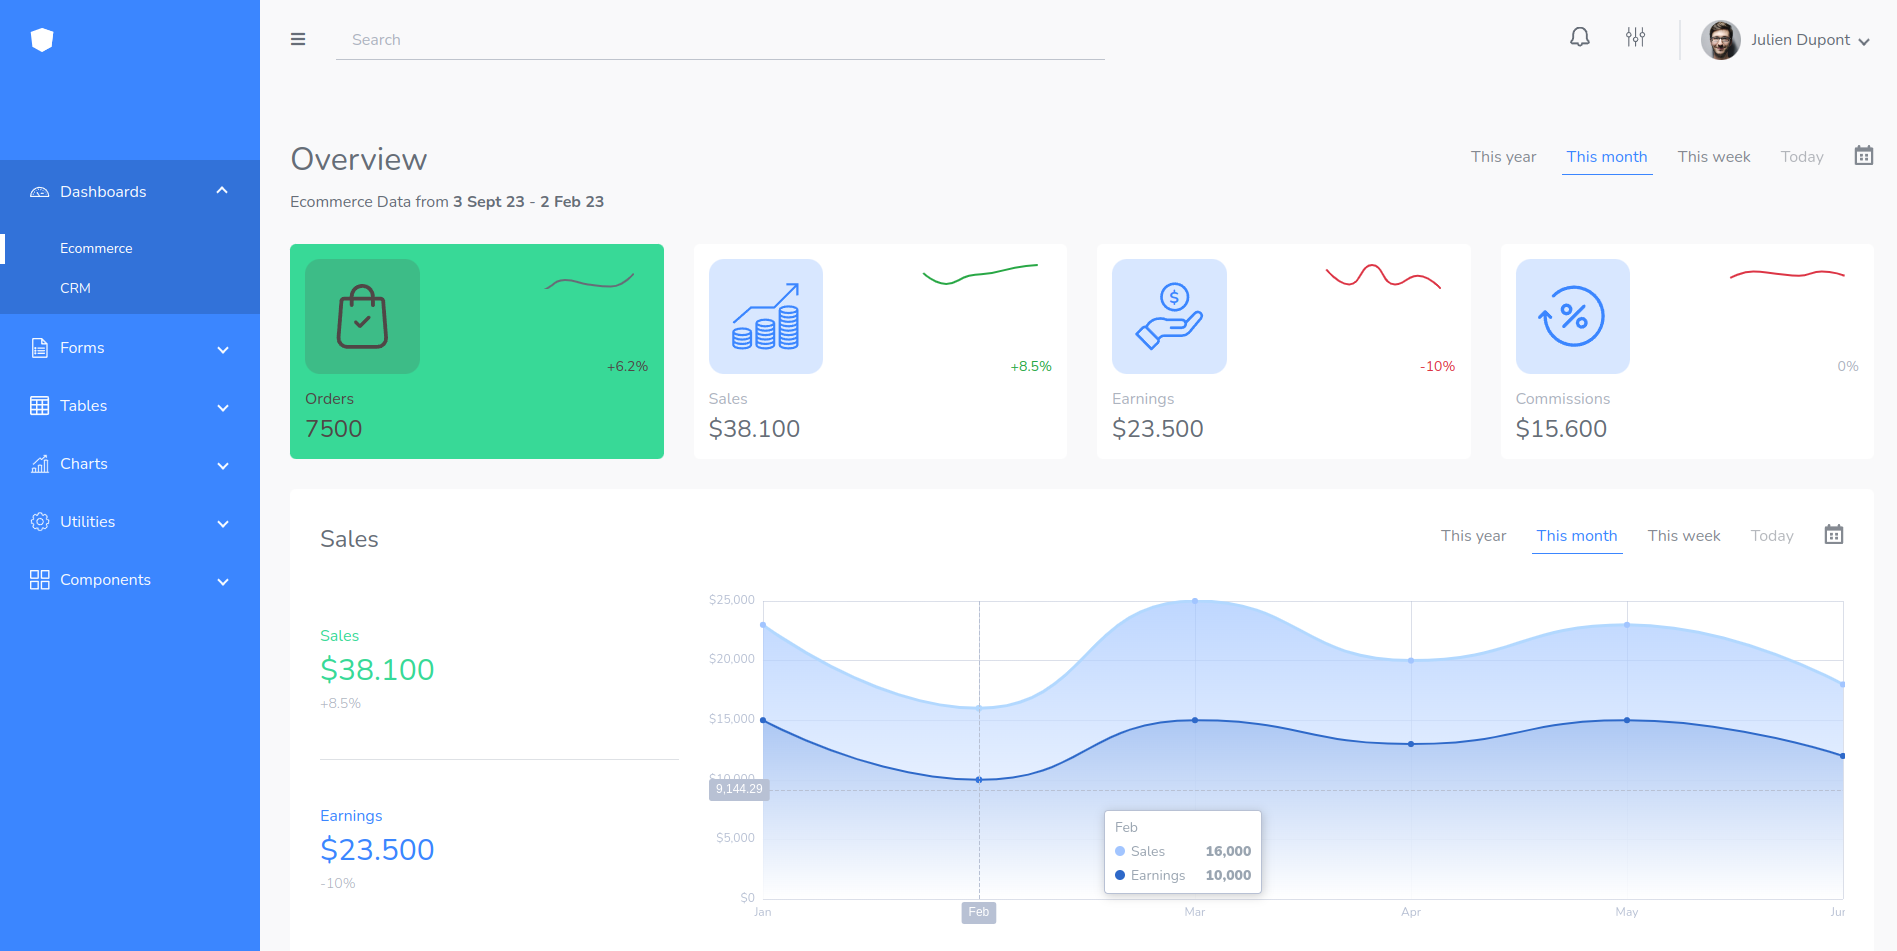 Search
Julien Dupont
Dashboards
Ecommerce
CRM
Forms
Tables
Charts
Utilities
Components
Overview
This year This month This week Today
Ecommerce Data from 3 Sept 23 - 2 Feb 23
+6.2%
Orders
7500
+8.5%
Sales
$38.100
$
-10%
Earnings
$23.500
%
0%
Commissions
$15.600
Sales
This year This month This week Today
Sales
$38.100
+8.5%
Earnings
$23.500
-10%
$25,000
$20,000
$15,000
$10,000
9,144.29
$5,000
$0
Jan Feb Mar Apr May Jun
Feb
Sales 16,000
Earnings 10,000